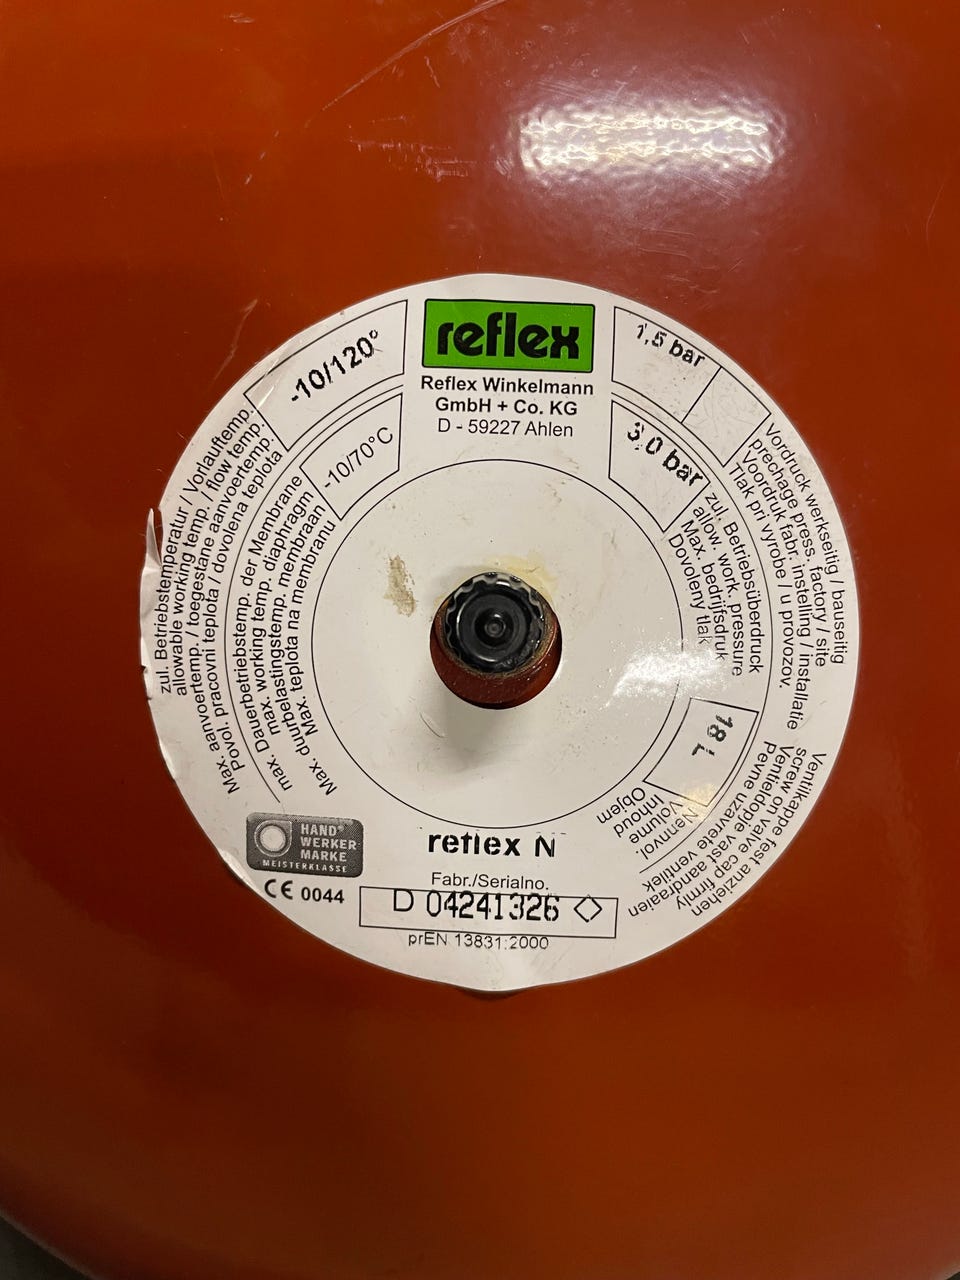 reflex
Reflex Winkelmann
GmbH + Co. KG
D - 59227 Ahlen
-10/120°
zul. Betriebstemperatur / Vorlauftemp.
allowable working temp. / flow temp.
Max. aanvoertemp. / toegestane aanvoertemp.
Povol. pracovni teplota / dovolena teplota
-10/70°C
max. Dauerbetriebstemp. der Membrane
max. working temp. diaphragm
Max. duurbelastingstemp. membraan
Max. teplota na membranu
1,5 bar
Vordruck werkseitig / bauseitig
prechage press. factory / site
Voordruk fabr. instelling / installatie
Tlak pri vyrobe / u provozov.
3,0 bar
zul. Betriebsüberdruck
allow. work. pressure
Max. bedrijfsdruk
Dovoleny tlak
18 L
Nennvol.
Volume
Inhoud
Objem
Ventilkappe fest anziehen
screw on valve cap firmly
Ventieldopje vast aandraaien
Pevne uzavrete ventilek
HAND®
WERKER
MARKE
MEISTERKLASSE
CE 0044
reflex N
Fabr./Serialno.
D 04241326 ◇
prEN 13831:2000